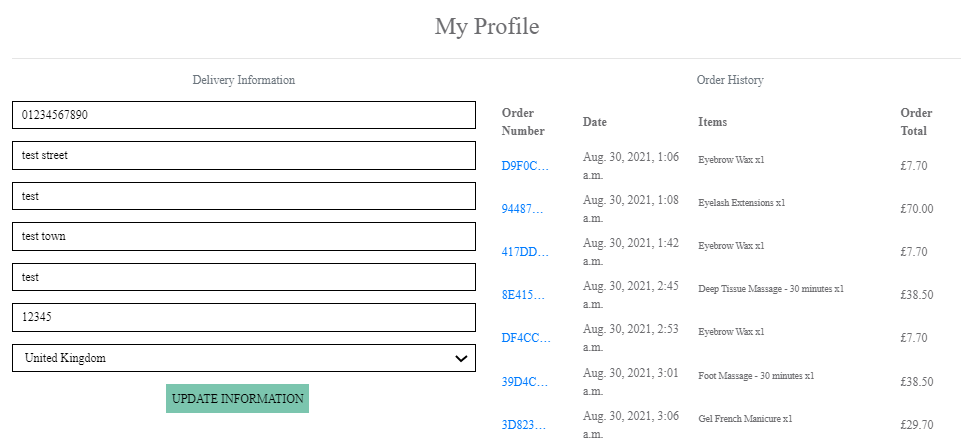 My Profile
Delivery Information
01234567890
test street
test
test town
test
12345
United Kingdom
UPDATE INFORMATION
Order History
Order Number Date Items Order Total
D9F0C... Aug. 30, 2021, 1:06 a.m. Eyebrow Wax x1 £7.70
94487... Aug. 30, 2021, 1:08 a.m. Eyelash Extensions x1 £70.00
417DD... Aug. 30, 2021, 1:42 a.m. Eyebrow Wax x1 £7.70
8E415... Aug. 30, 2021, 2:45 a.m. Deep Tissue Massage - 30 minutes x1 £38.50
DF4CC... Aug. 30, 2021, 2:53 a.m. Eyebrow Wax x1 £7.70
39D4C... Aug. 30, 2021, 3:01 a.m. Foot Massage - 30 minutes x1 £38.50
3D823... Aug. 30, 2021, 3:06 a.m. Gel French Manicure x1 £29.70